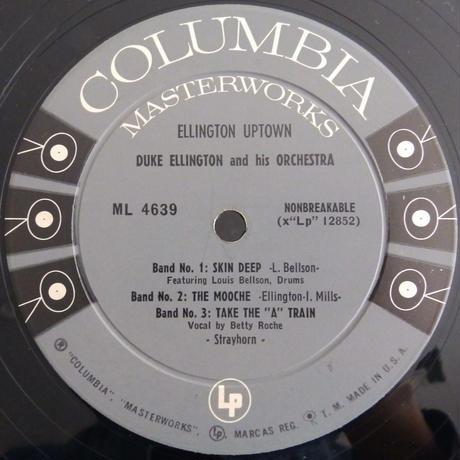 COLUMBIA
MASTERWORKS
ELLINGTON UPTOWN
DUKE ELLINGTON and his ORCHESTRA
ML 4639
NONBREAKABLE
(x"Lp" 12852)
Band No. 1: SKIN DEEP -L. Bellson-
Featuring Louis Bellson, Drums
Band No. 2: THE MOOCHE -Ellington-I. Mills-
Band No. 3: TAKE THE "A" TRAIN
Vocal by Betty Roche
- Strayhorn -
® "COLUMBIA", "MASTERWORKS", Lp, MARCAS REG. ® T. M. MADE IN U.S.A.
Lp